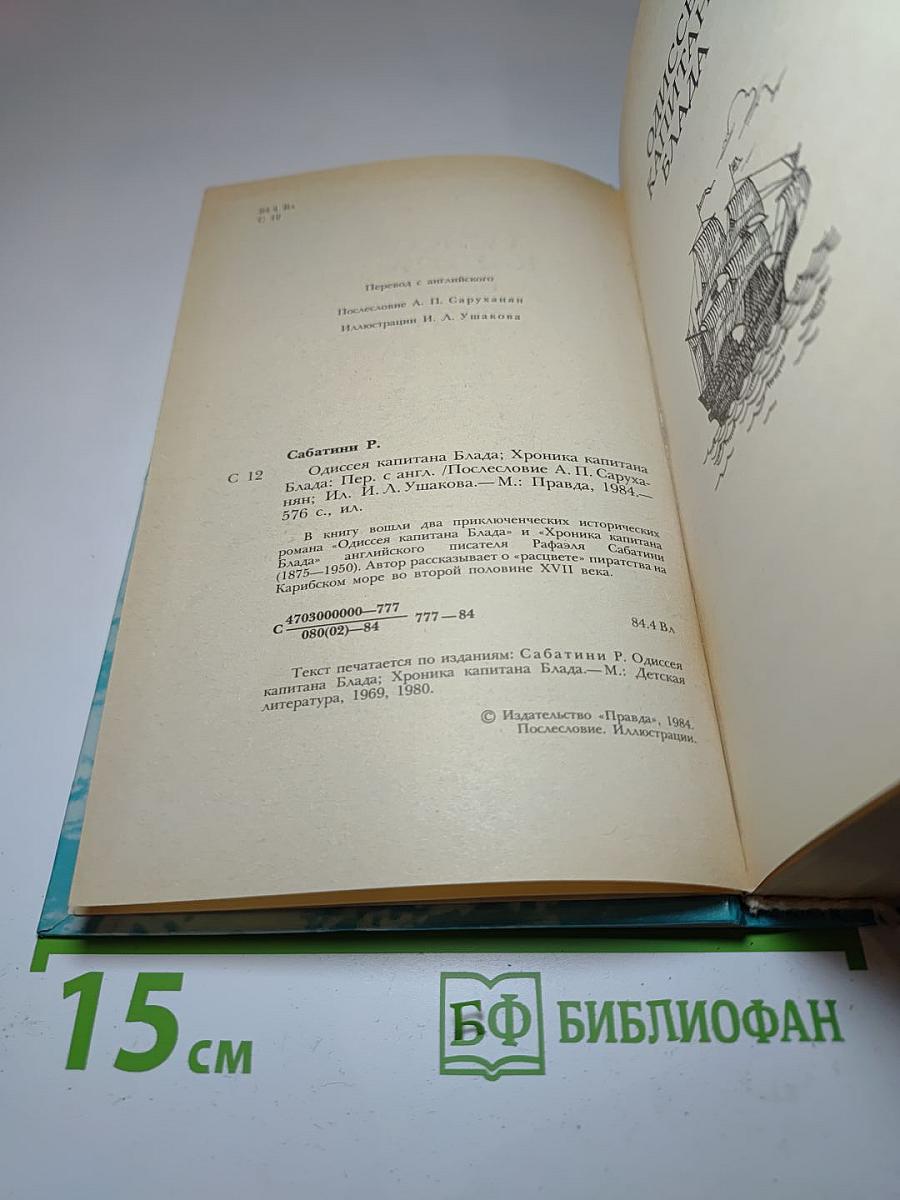 84.4 Вл
С 12
Перевод с английского
Послесловие А. П. Саруханян
Иллюстрации И. Л. Ушакова
Сабатини Р.
С 12
Одиссея капитана Блада; Хроника капитана
Блада: Пер. с англ. /Послесловие А. П. Саруха-
нян; Ил. И. Л. Ушакова.— М.: Правда, 1984.—
576 с., ил.
В книгу вошли два приключенческих исторических
романа «Одиссея капитана Блада» и «Хроника капитана
Блада» английского писателя Рафаэля Сабатини
(1875—1950). Автор рассказывает о «расцвете» пиратства на
Карибском море во второй половине XVII века.
С 4703000000—777 777—84
080(02)—84
84.4 Вл
Текст печатается по изданиям: Сабатини Р. Одиссея
капитана Блада; Хроника капитана Блада.— М.: Детская
литература, 1969, 1980.
© Издательство «Правда», 1984.
Послесловие. Иллюстрации.
КАПИТАН
БЛАДА
15 см
БФ БИБЛИОФАН